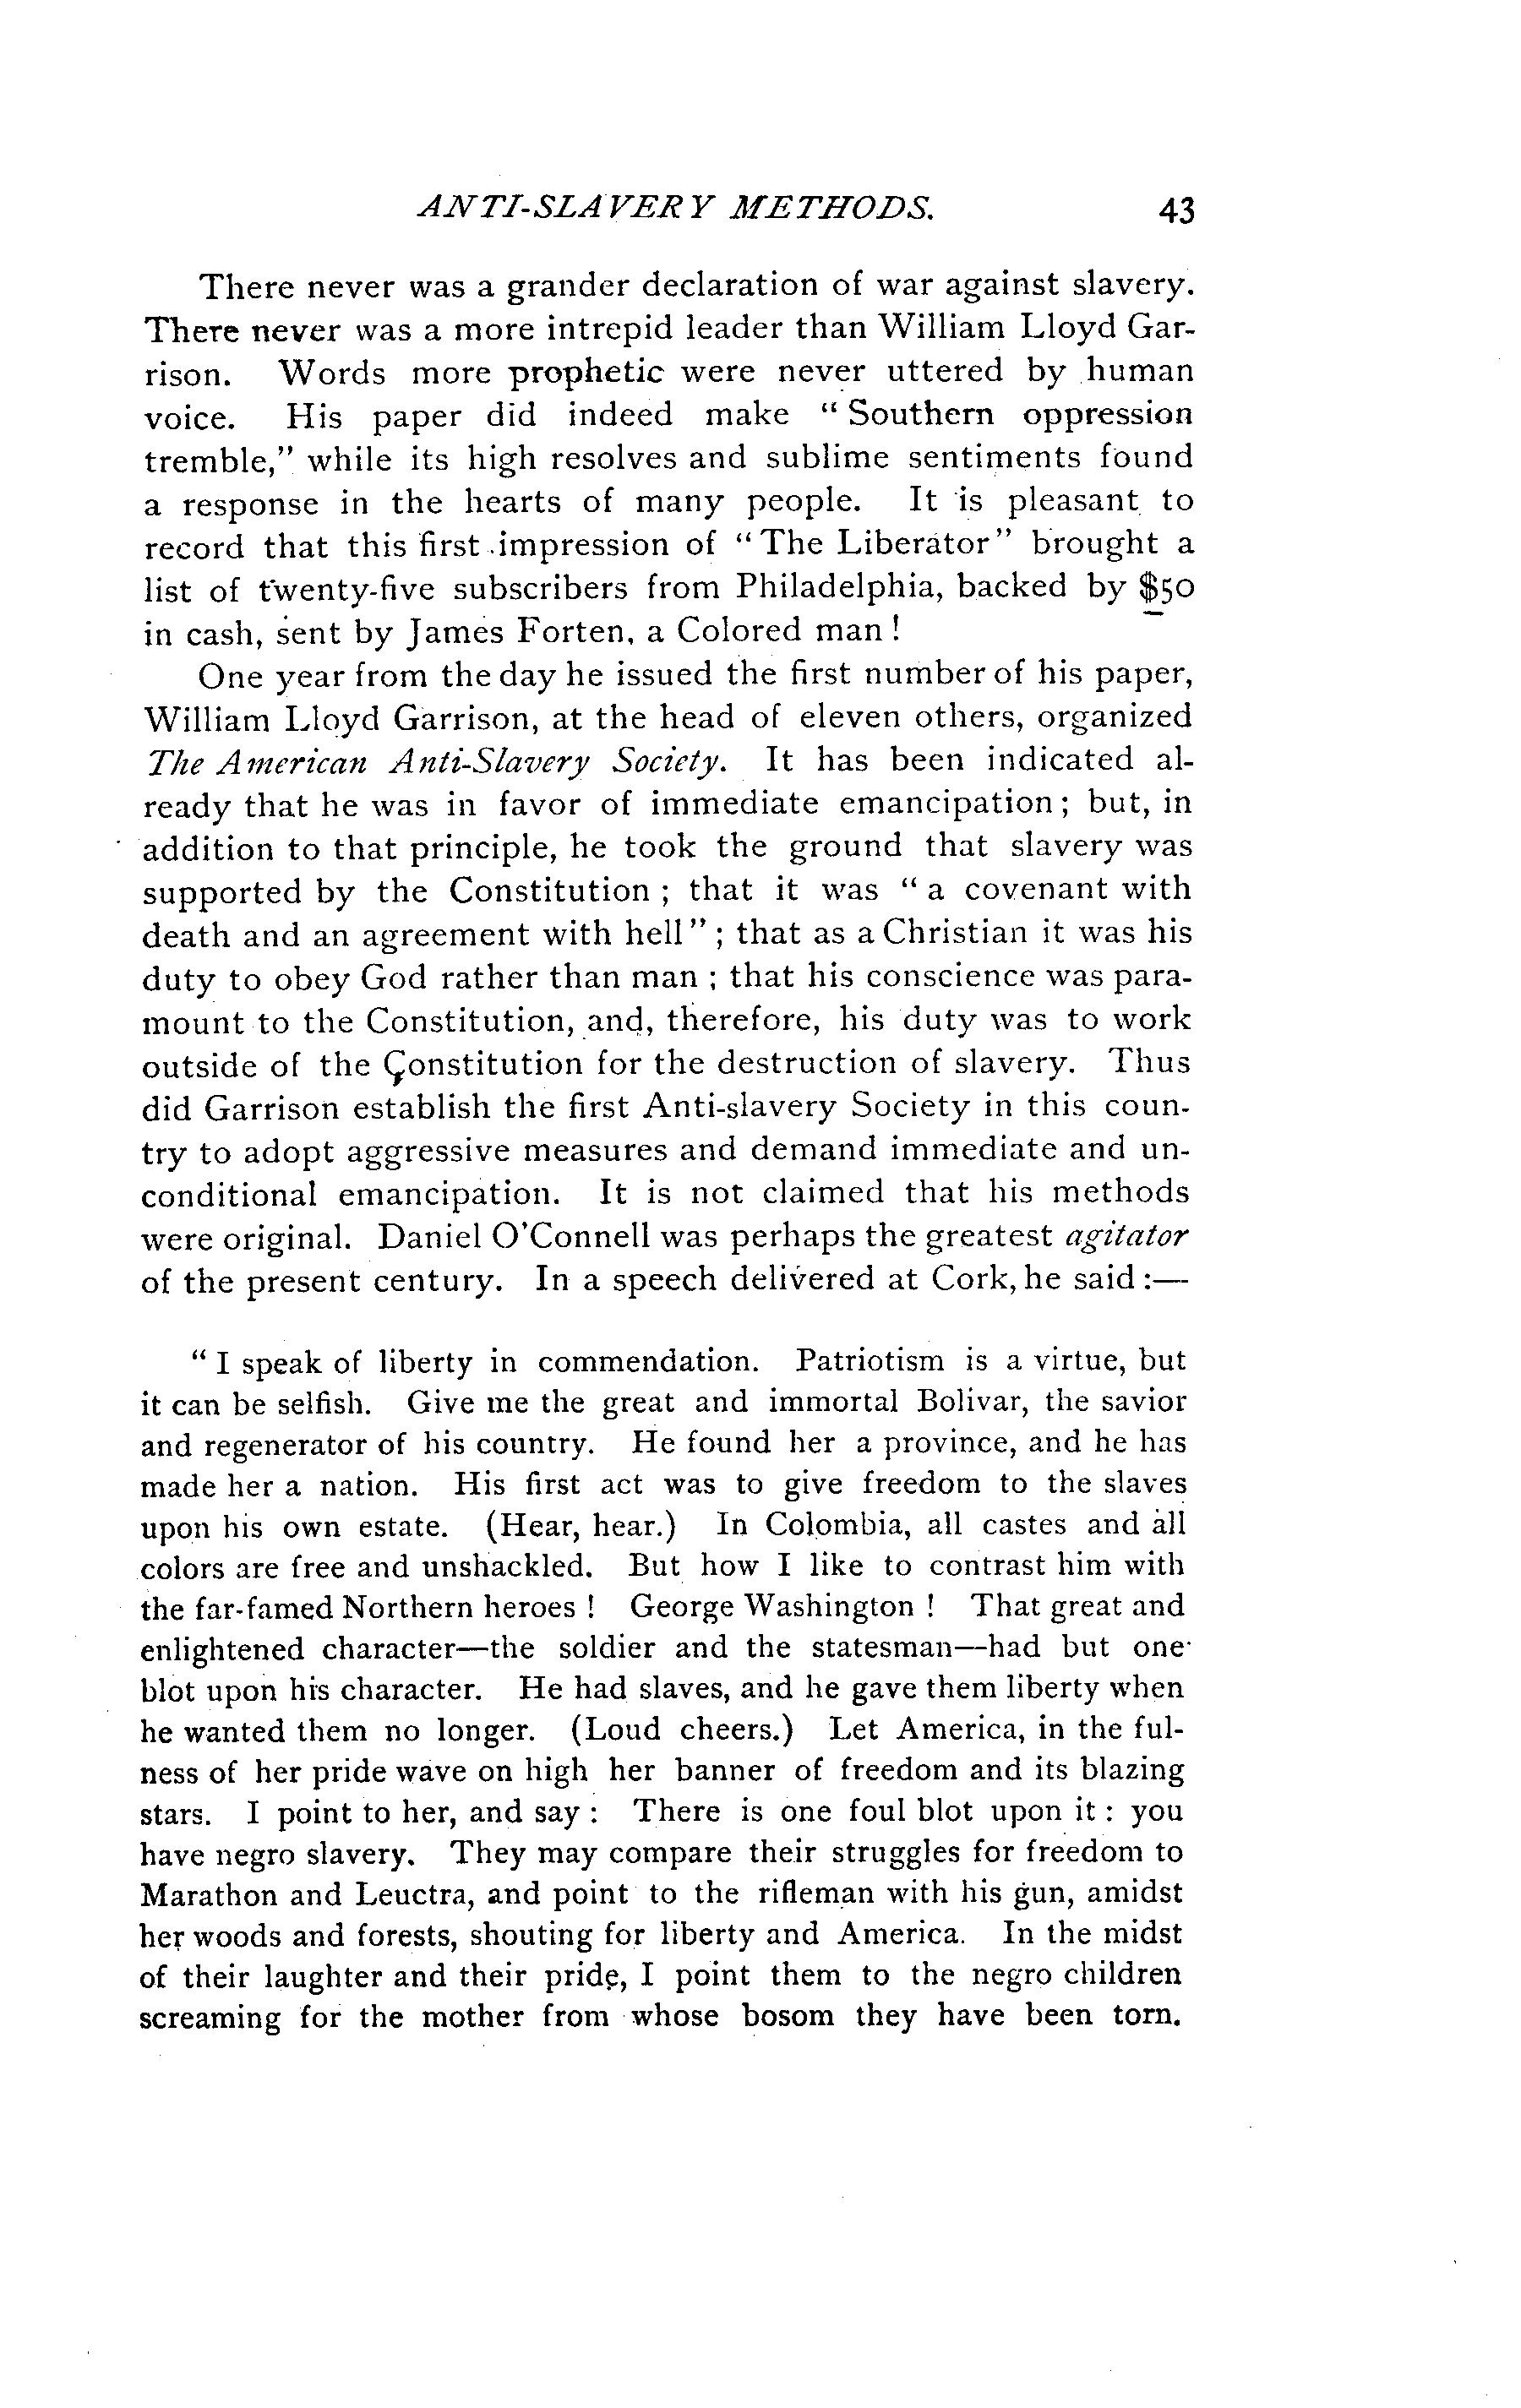 ANTI-SLAVERY METHODS. 43
There never was a grander declaration of war against slavery.
There never was a more intrepid leader than William Lloyd Gar-
rison. Words more prophetic were never uttered by human
voice. His paper did indeed make "Southern oppression
tremble," while its high resolves and sublime sentiments found
a response in the hearts of many people. It is pleasant to
record that this first impression of "The Liberator" brought a
list of twenty-five subscribers from Philadelphia, backed by $50
in cash, sent by James Forten, a Colored man!
One year from the day he issued the first number of his paper,
William Lloyd Garrison, at the head of eleven others, organized
The American Anti-Slavery Society. It has been indicated al-
ready that he was in favor of immediate emancipation; but, in
addition to that principle, he took the ground that slavery was
supported by the Constitution; that it was "a covenant with
death and an agreement with hell"; that as a Christian it was his
duty to obey God rather than man; that his conscience was para-
mount to the Constitution, and, therefore, his duty was to work
outside of the Constitution for the destruction of slavery. Thus
did Garrison establish the first Anti-slavery Society in this coun-
try to adopt aggressive measures and demand immediate and un-
conditional emancipation. It is not claimed that his methods
were original. Daniel O'Connell was perhaps the greatest agitator
of the present century. In a speech delivered at Cork, he said:—
"I speak of liberty in commendation. Patriotism is a virtue, but
it can be selfish. Give me the great and immortal Bolivar, the savior
and regenerator of his country. He found her a province, and he has
made her a nation. His first act was to give freedom to the slaves
upon his own estate. (Hear, hear.) In Colombia, all castes and all
colors are free and unshackled. But how I like to contrast him with
the far-famed Northern heroes! George Washington! That great and
enlightened character—the soldier and the statesman—had but one
blot upon his character. He had slaves, and he gave them liberty when
he wanted them no longer. (Loud cheers.) Let America, in the ful-
ness of her pride wave on high her banner of freedom and its blazing
stars. I point to her, and say: There is one foul blot upon it: you
have negro slavery. They may compare their struggles for freedom to
Marathon and Leuctra, and point to the rifleman with his gun, amidst
her woods and forests, shouting for liberty and America. In the midst
of their laughter and their pride, I point them to the negro children
screaming for the mother from whose bosom they have been torn.